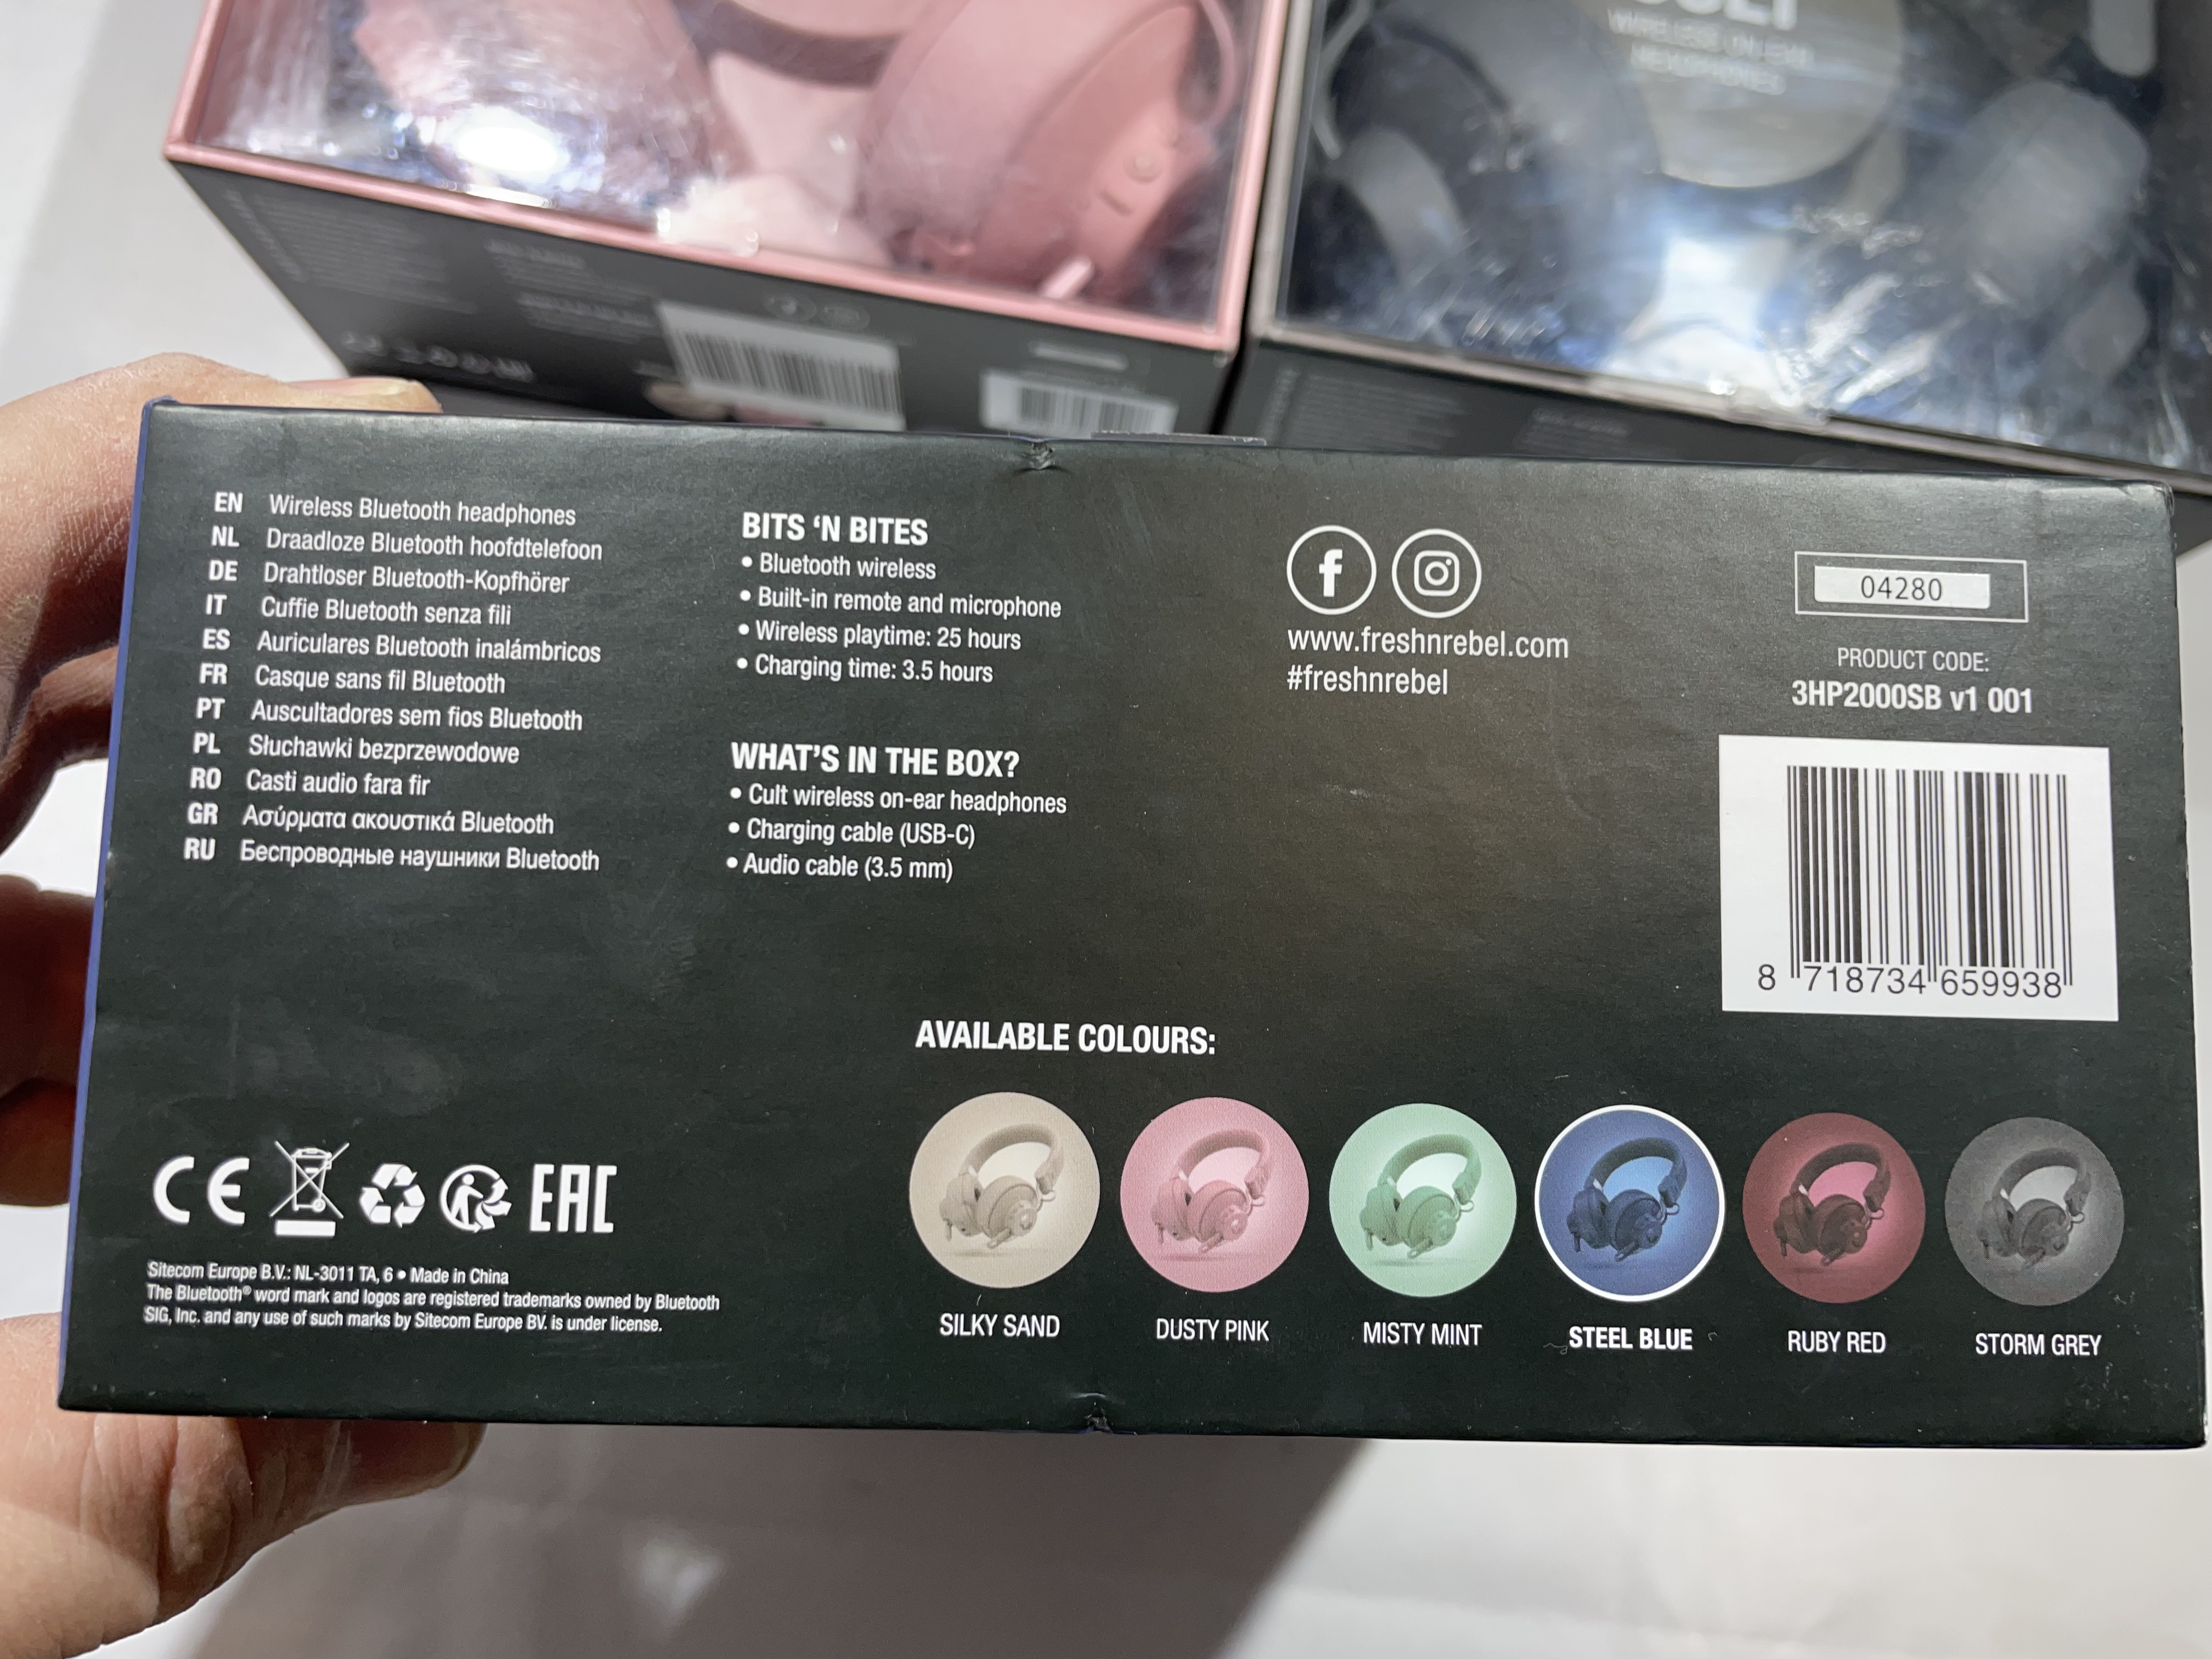 WIRELESS ON-EAR
HEADPHONES
EN Wireless Bluetooth headphones
NL Draadloze Bluetooth hoofdtelefoon
DE Drahtloser Bluetooth-Kopfhörer
IT Cuffie Bluetooth senza fili
ES Auriculares Bluetooth inalámbricos
FR Casque sans fil Bluetooth
PT Auscultadores sem fios Bluetooth
PL Słuchawki bezprzewodowe
RO Casti audio fara fir
GR Ασύρματα ακουστικά Bluetooth
RU Беспроводные наушники Bluetooth
BITS ‘N BITES
• Bluetooth wireless
• Built-in remote and microphone
• Wireless playtime: 25 hours
• Charging time: 3.5 hours
WHAT’S IN THE BOX?
• Cult wireless on-ear headphones
• Charging cable (USB-C)
• Audio cable (3.5 mm)
www.freshnrebel.com
#freshnrebel
04280
PRODUCT CODE:
3HP2000SB v1 001
8 718734 659938
AVAILABLE COLOURS:
SILKY SAND
DUSTY PINK
MISTY MINT
STEEL BLUE
RUBY RED
STORM GREY
CE
EAC
Sitecom Europe B.V.: NL-3011 TA, 6 • Made in China
The Bluetooth® word mark and logos are registered trademarks owned by Bluetooth
SIG, Inc. and any use of such marks by Sitecom Europe BV. is under license.